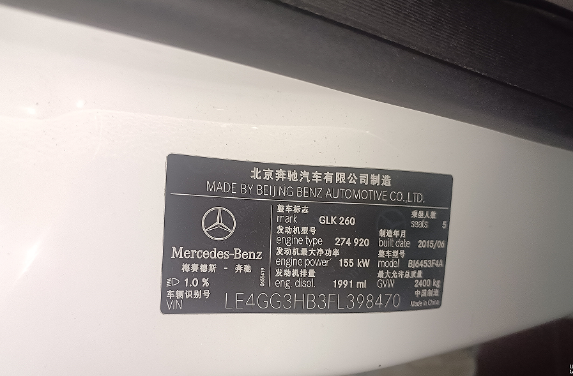 北京奔驰汽车有限公司制造
MADE BY BEIJING BENZ AUTOMOTIVE CO.,LTD.
Mercedes-Benz
梅赛德斯-奔驰
1.0 %
整车标志
mark GLK 260
乘坐人数
seats 5
发动机型号
engine type 274 920
制造年月
built date 2015/06
发动机最大净功率
engine power 155 kW
整车型号
model BJ6453F4A
发动机排量
eng. displ. 1991 ml
最大允许总质量
GVW 2400 kg
车辆识别号
VIN LE4GG3HB3FL398470
中国制造
Made in China